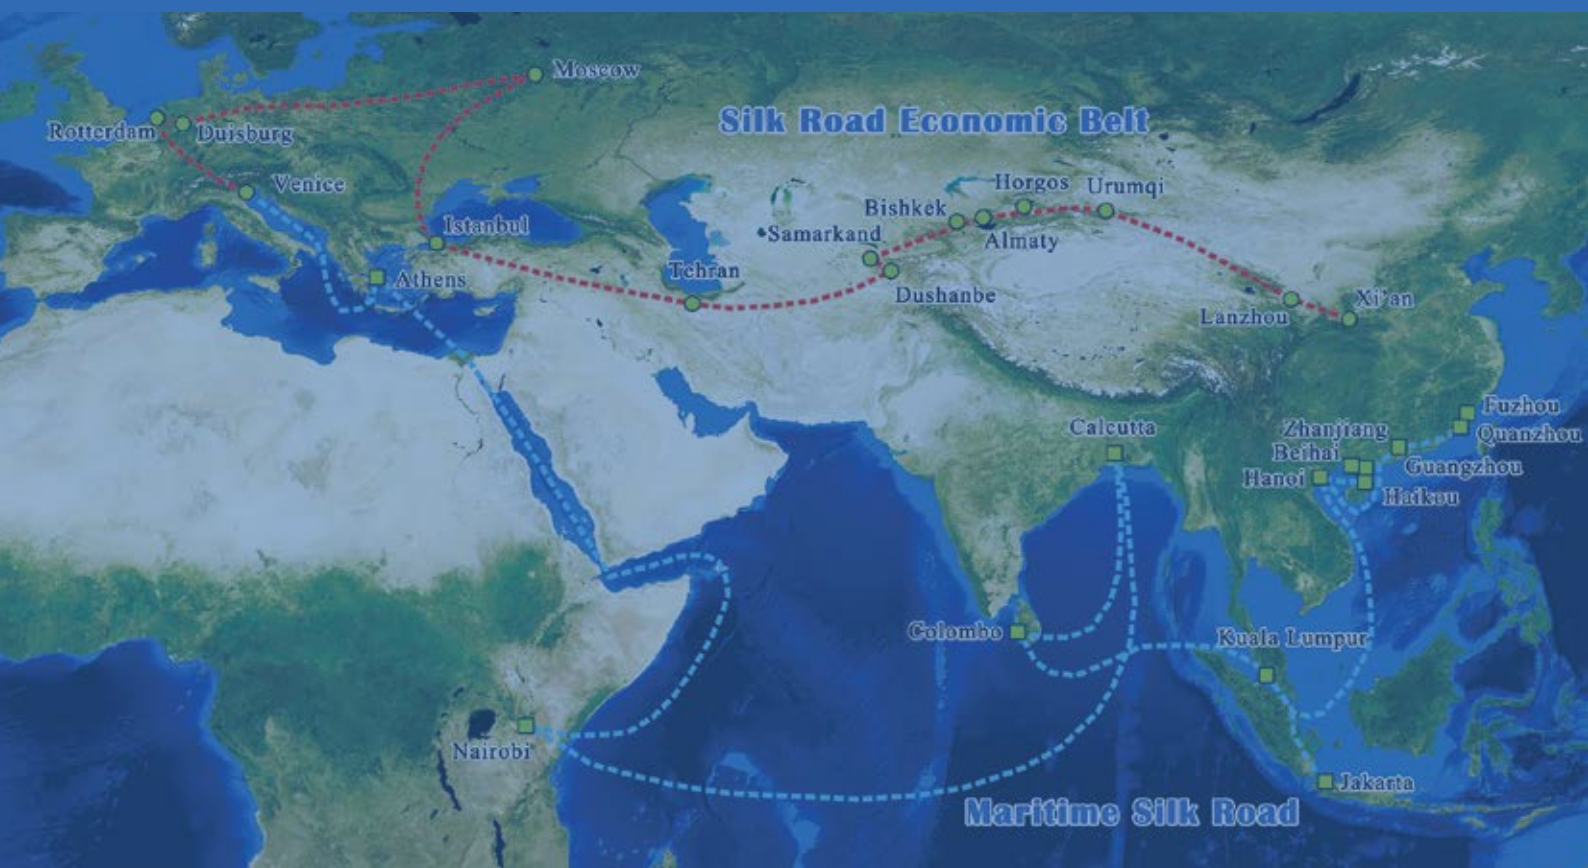 Moscow
Silk Road Economic Belt
Rotterdam
Duisburg
Venice
Horgos
Urumqi
Bishkek
Istanbul
Samarkand
Almaty
Tehran
Athens
Dushanbe
Xi'an
Lanzhou
Fuzhou
Calcutta
Zhanjiang
Quanzhou
Beihai
Guangzhou
Hanoi
Haikou
Colombo
Kuala Lumpur
Nairobi
Jakarta
Maritime Silk Road